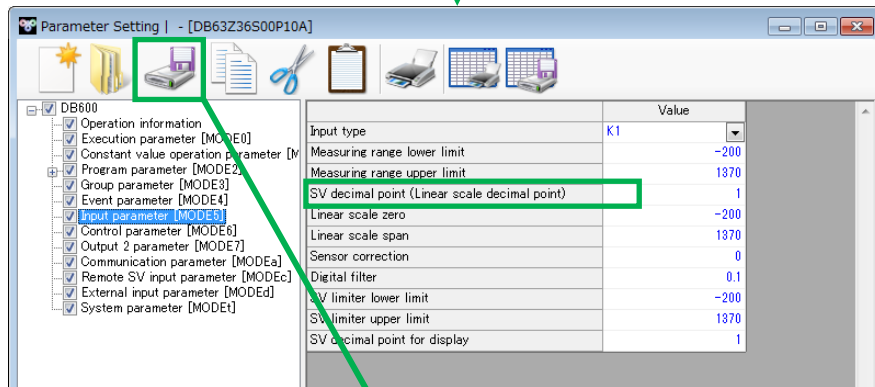 Parameter Setting | - [DB63Z36S00P10A]
DB600
Operation information
Execution parameter [MODE0]
Constant value operation parameter [M
Program parameter [MODE2]
Group parameter [MODE3]
Event parameter [MODE4]
Input parameter [MODE5]
Control parameter [MODE6]
Output 2 parameter [MODE7]
Communication parameter [MODEa]
Remote SV input parameter [MODEc]
External input parameter [MODEd]
System parameter [MODEt]
Value
Input type K1
Measuring range lower limit -200
Measuring range upper limit 1370
SV decimal point (Linear scale decimal point) 1
Linear scale zero -200
Linear scale span 1370
Sensor correction 0
Digital filter 0.1
SV limiter lower limit -200
SV limiter upper limit 1370
SV decimal point for display 1